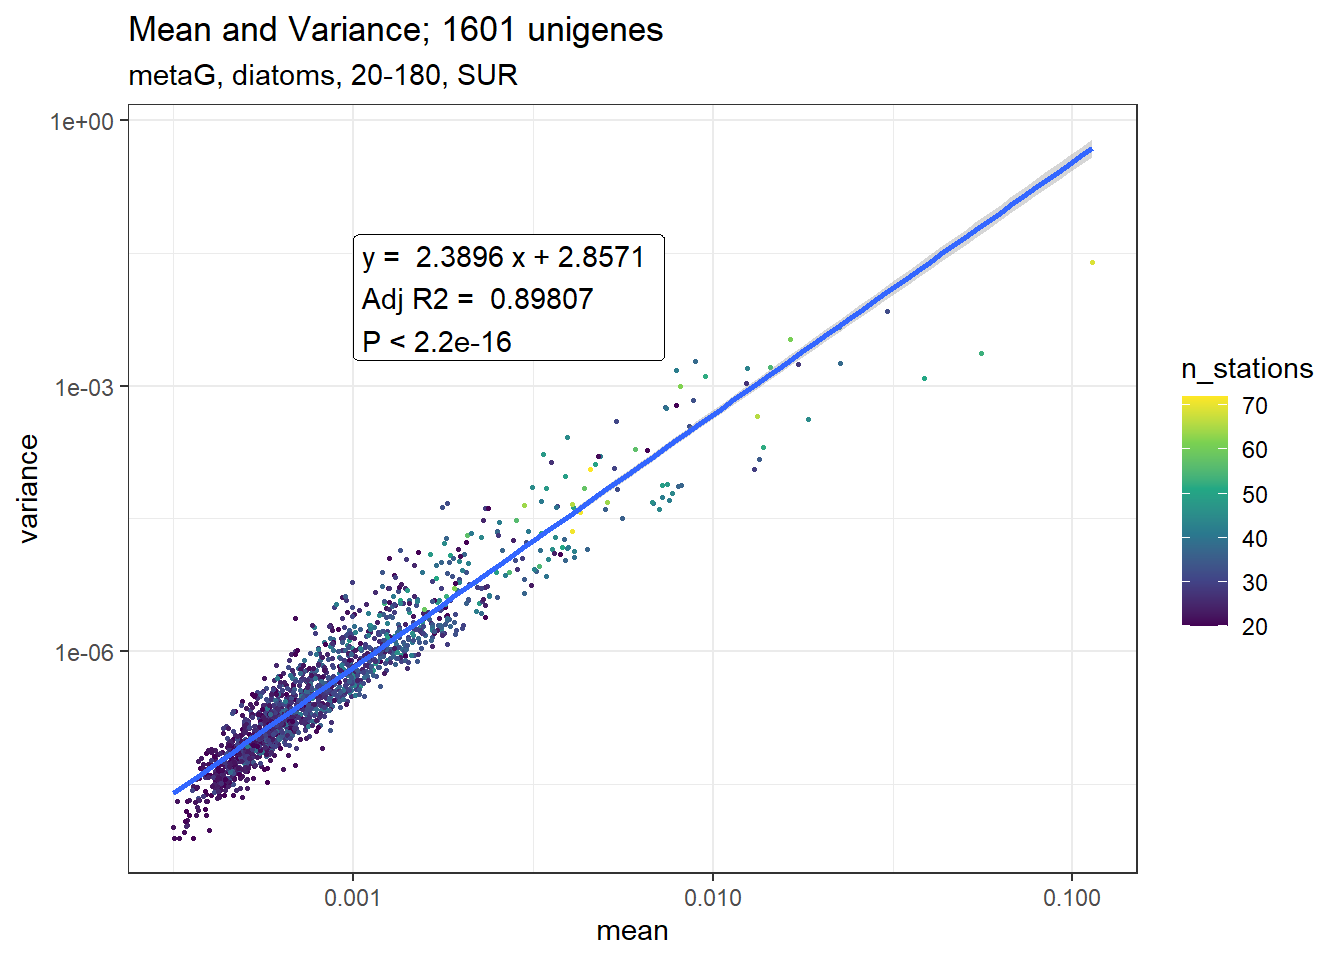 Mean and Variance; 1601 unigenes
metaG, diatoms, 20-180, SUR
1e+00
1e-03
1e-06
variance
y =  2.3896 x + 2.8571
Adj R2 =  0.89807
P < 2.2e-16
0.001
0.010
0.100
mean
n_stations
70
60
50
40
30
20